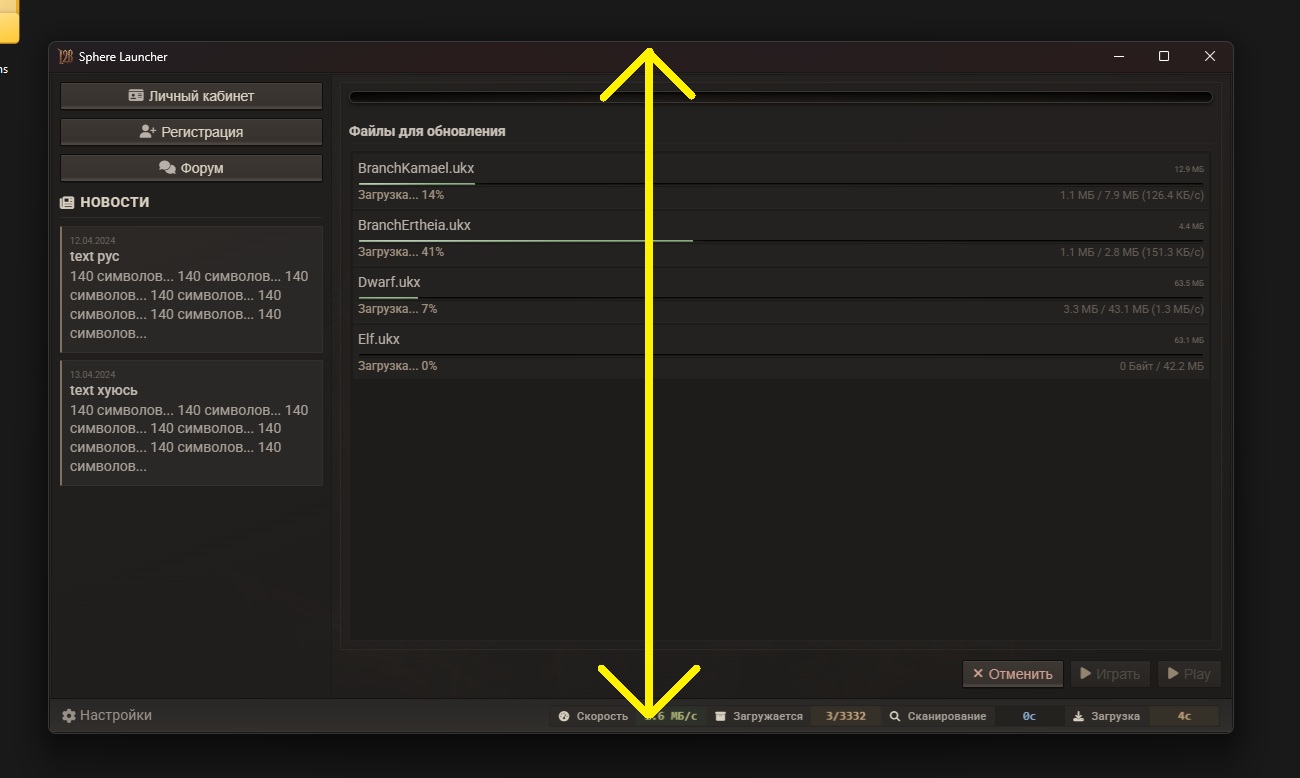 ns
Sphere Launcher
Личный кабинет
Регистрация
Форум
НОВОСТИ
12.04.2024
text рус
140 символов... 140 символов... 140
символов... 140 символов... 140
символов... 140 символов... 140
символов...
13.04.2024
text хуюсь
140 символов... 140 символов... 140
символов... 140 символов... 140
символов... 140 символов... 140
символов...
Файлы для обновления
BranchKamael.ukx 12.9 МБ
Загрузка... 14% 1.1 МБ / 7.9 МБ (126.4 КБ/с)
BranchErtheia.ukx 4.4 МБ
Загрузка... 41% 1.1 МБ / 2.8 МБ (151.3 КБ/с)
Dwarf.ukx 63.5 МБ
Загрузка... 7% 3.3 МБ / 43.1 МБ (1.3 МБ/с)
Elf.ukx 63.1 МБ
Загрузка... 0% 0 Байт / 42.2 МБ
Отменить Играть Play
Настройки Скорость МБ/с Загружается 3/3332 Сканирование 0с Загрузка 4с